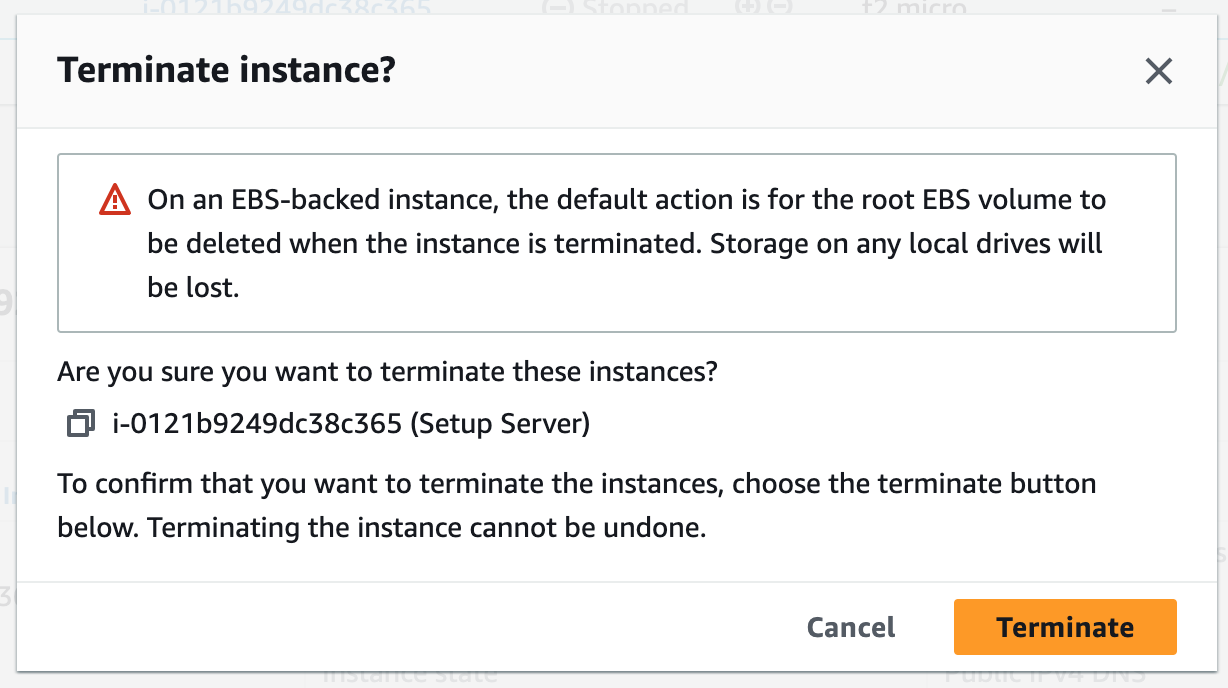 i-0121b9249dc38c365 Stopped t2.micro –
Terminate instance?
On an EBS-backed instance, the default action is for the root EBS volume to
be deleted when the instance is terminated. Storage on any local drives will
be lost.
Are you sure you want to terminate these instances?
i-0121b9249dc38c365 (Setup Server)
To confirm that you want to terminate the instances, choose the terminate button
below. Terminating the instance cannot be undone.
Cancel Terminate
Instance state Public IPv4 DNS